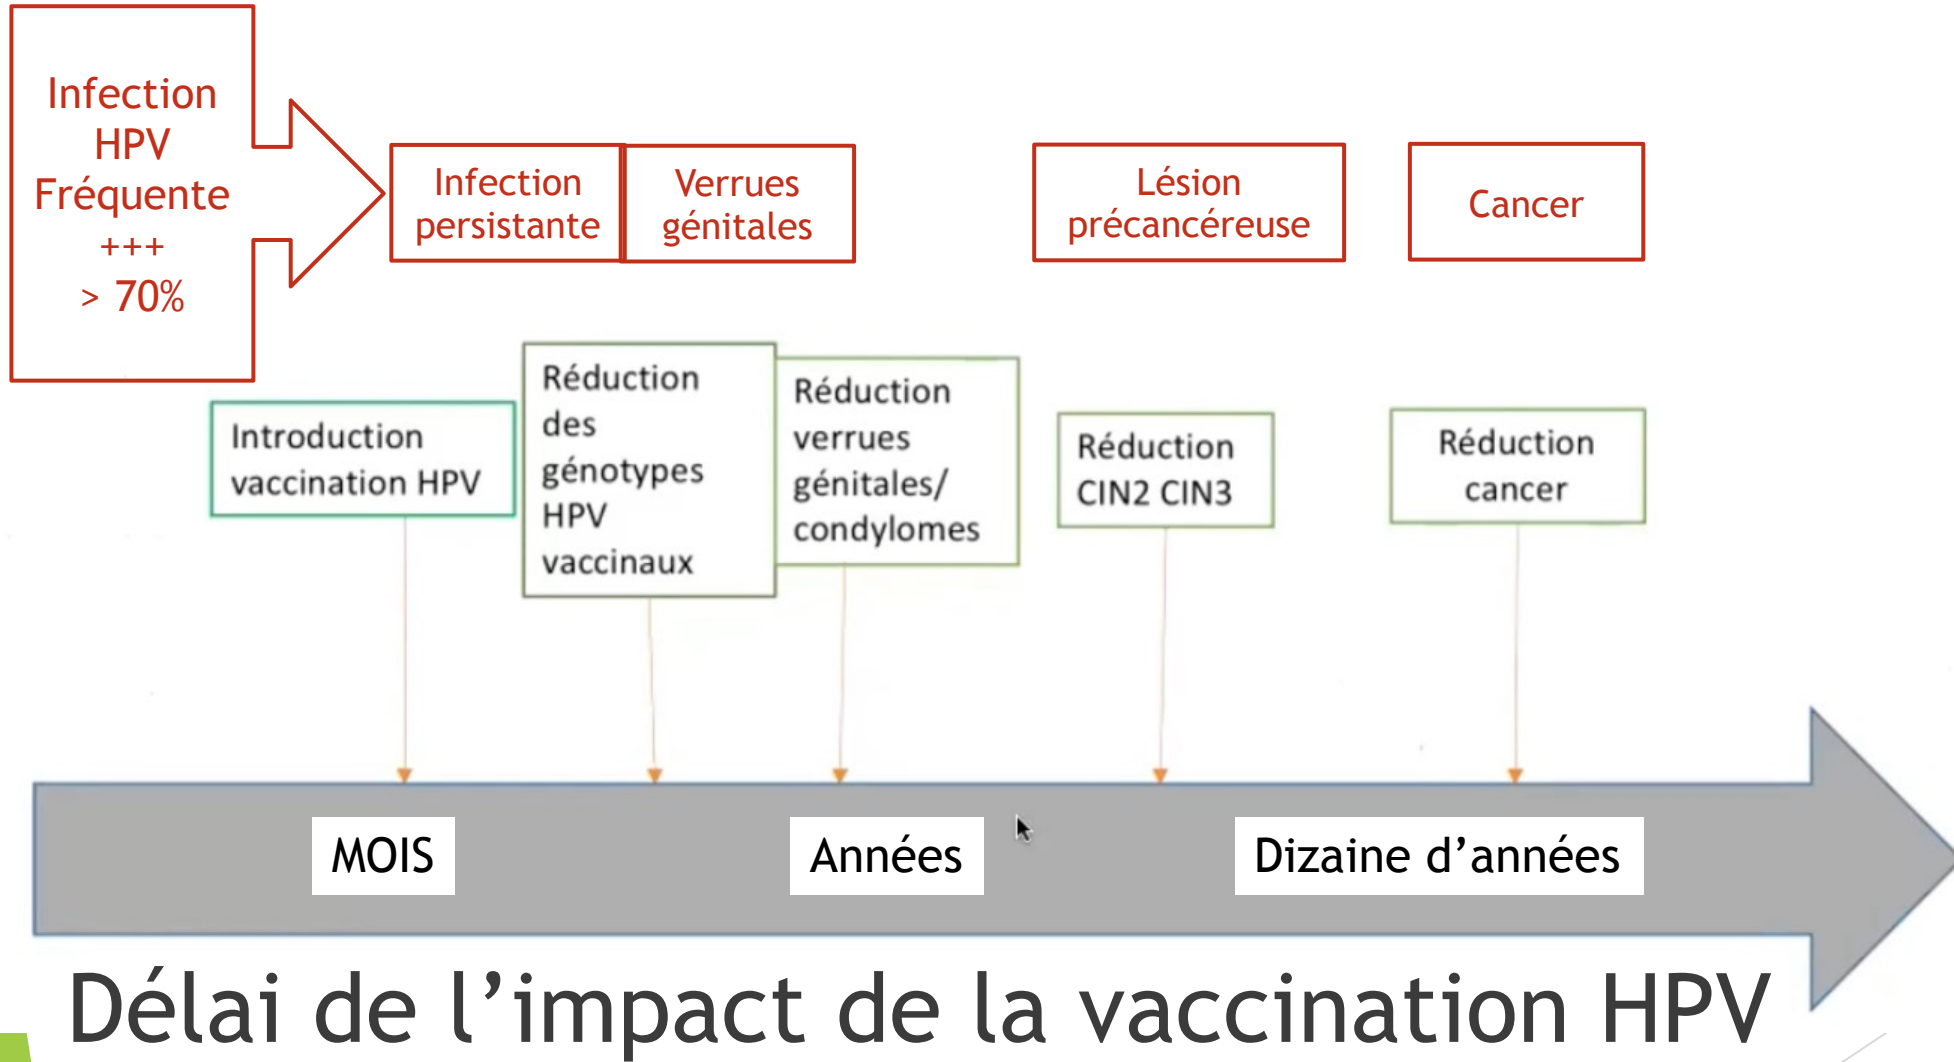 Infection
HPV
Fréquente
+++
> 70%
Infection
persistante
Verrues
génitales
Lésion
précancéreuse
Cancer
Introduction
vaccination HPV
Réduction
des
génotypes
HPV
vaccinaux
Réduction
verrues
génitales/
condylomes
Réduction
CIN2 CIN3
Réduction
cancer
MOIS
Années
Dizaine d’années
Délai de l’impact de la vaccination HPV